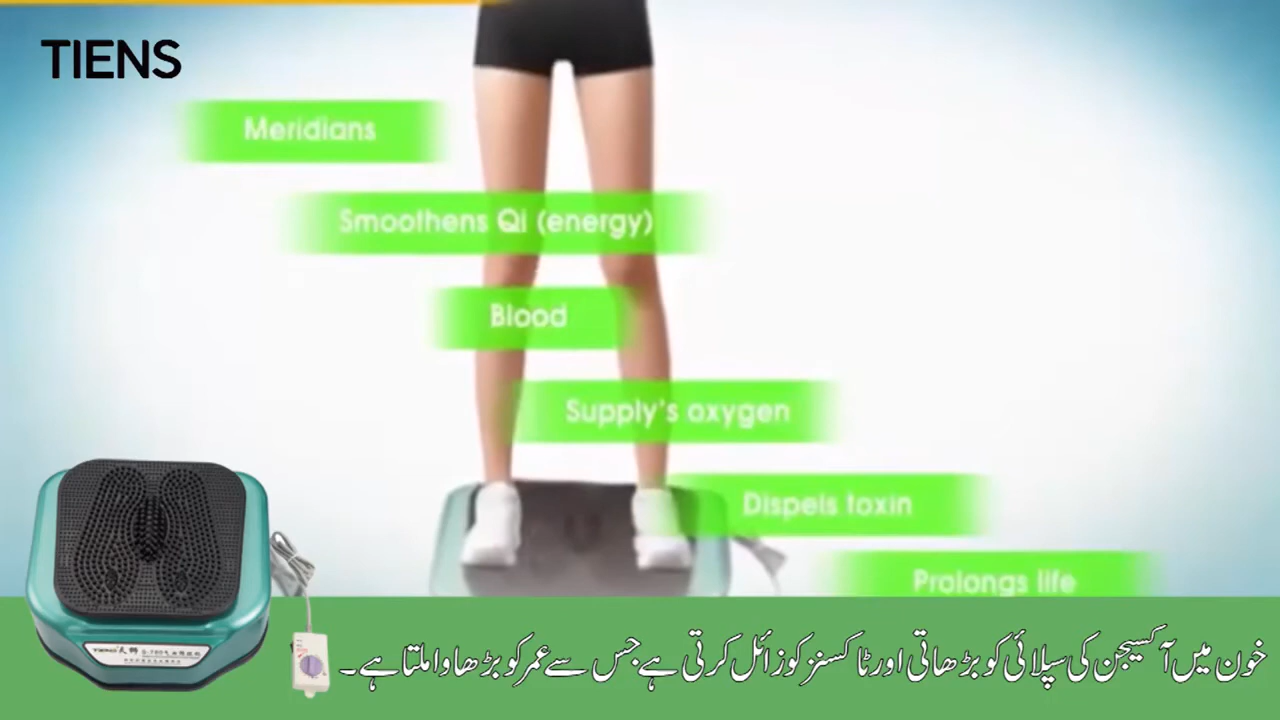 TIENS
Meridians
Smoothens Qi (energy)
Blood
Supply's oxygen
Dispels toxin
Prolongs life
خون میں آکسیجن کی سپلائی کو بڑھاتی اور ٹاکسنز کو زائل کرتی ہے جس سے عمر کو بڑھاوا ملتا ہے۔